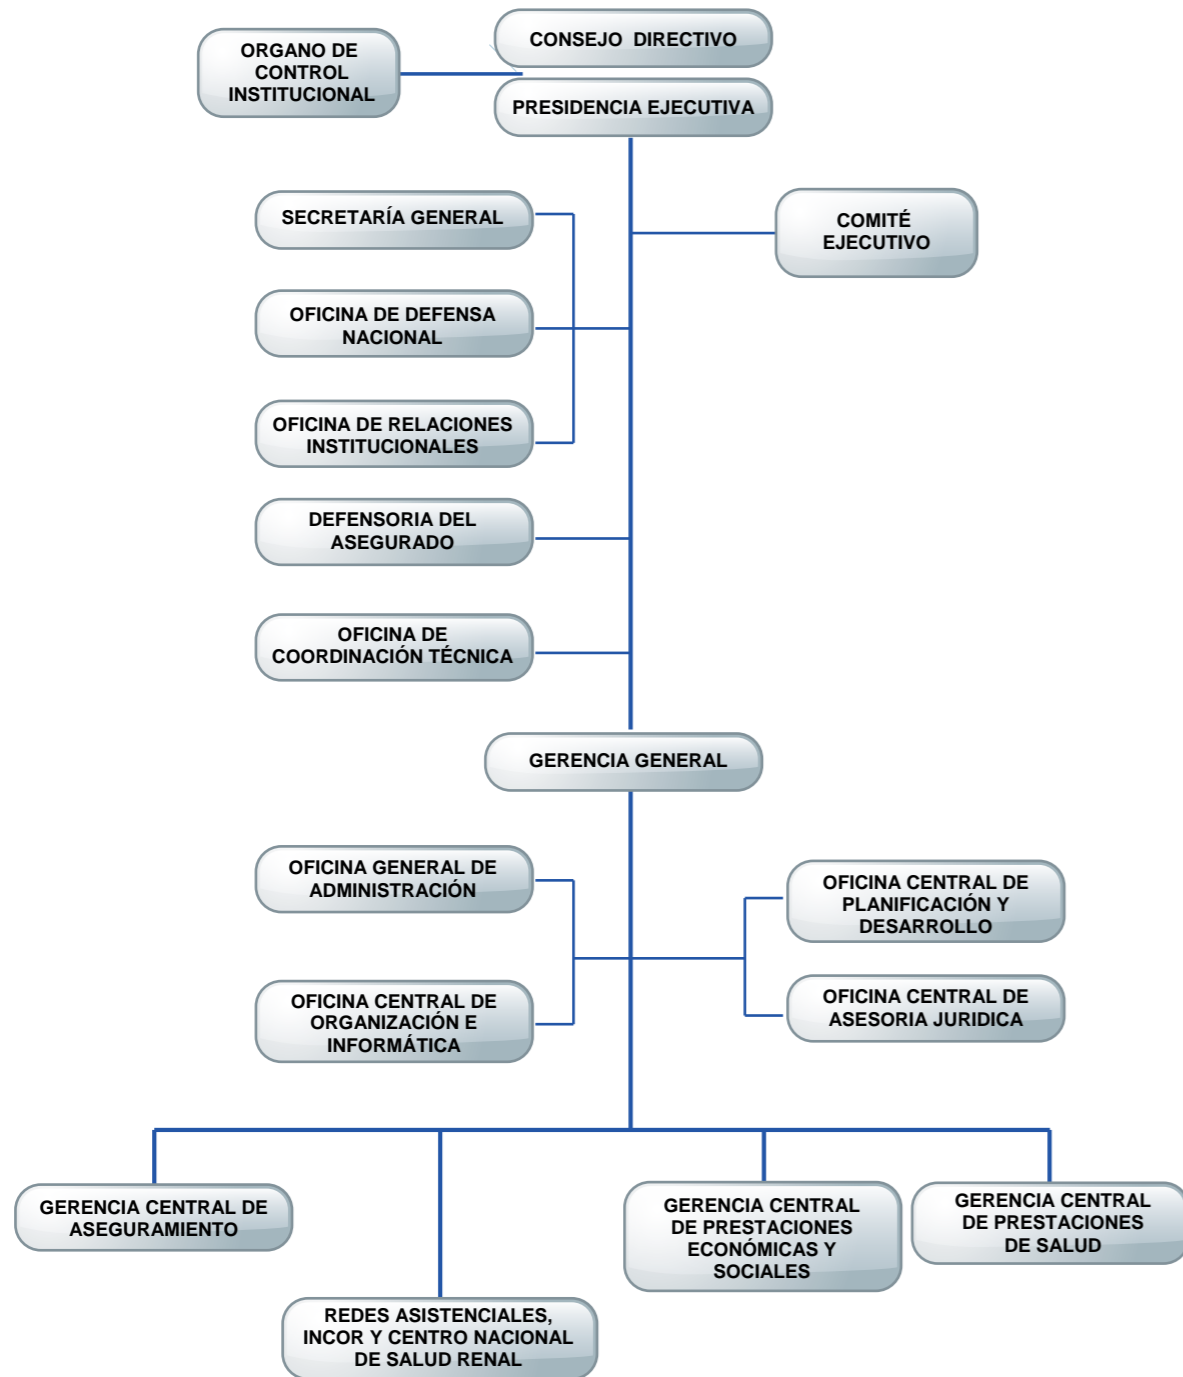 CONSEJO DIRECTIVO
ORGANO DE
CONTROL
INSTITUCIONAL
PRESIDENCIA EJECUTIVA
SECRETARÍA GENERAL
COMITÉ
EJECUTIVO
OFICINA DE DEFENSA
NACIONAL
OFICINA DE RELACIONES
INSTITUCIONALES
DEFENSORIA DEL
ASEGURADO
OFICINA DE
COORDINACIÓN TÉCNICA
GERENCIA GENERAL
OFICINA GENERAL DE
ADMINISTRACIÓN
OFICINA CENTRAL DE
PLANIFICACIÓN Y
DESARROLLO
OFICINA CENTRAL DE
ORGANIZACIÓN E
INFORMÁTICA
OFICINA CENTRAL DE
ASESORIA JURIDICA
GERENCIA CENTRAL DE
ASEGURAMIENTO
REDES ASISTENCIALES,
INCOR Y CENTRO NACIONAL
DE SALUD RENAL
GERENCIA CENTRAL
DE PRESTACIONES
ECONÓMICAS Y
SOCIALES
GERENCIA CENTRAL
DE PRESTACIONES
DE SALUD